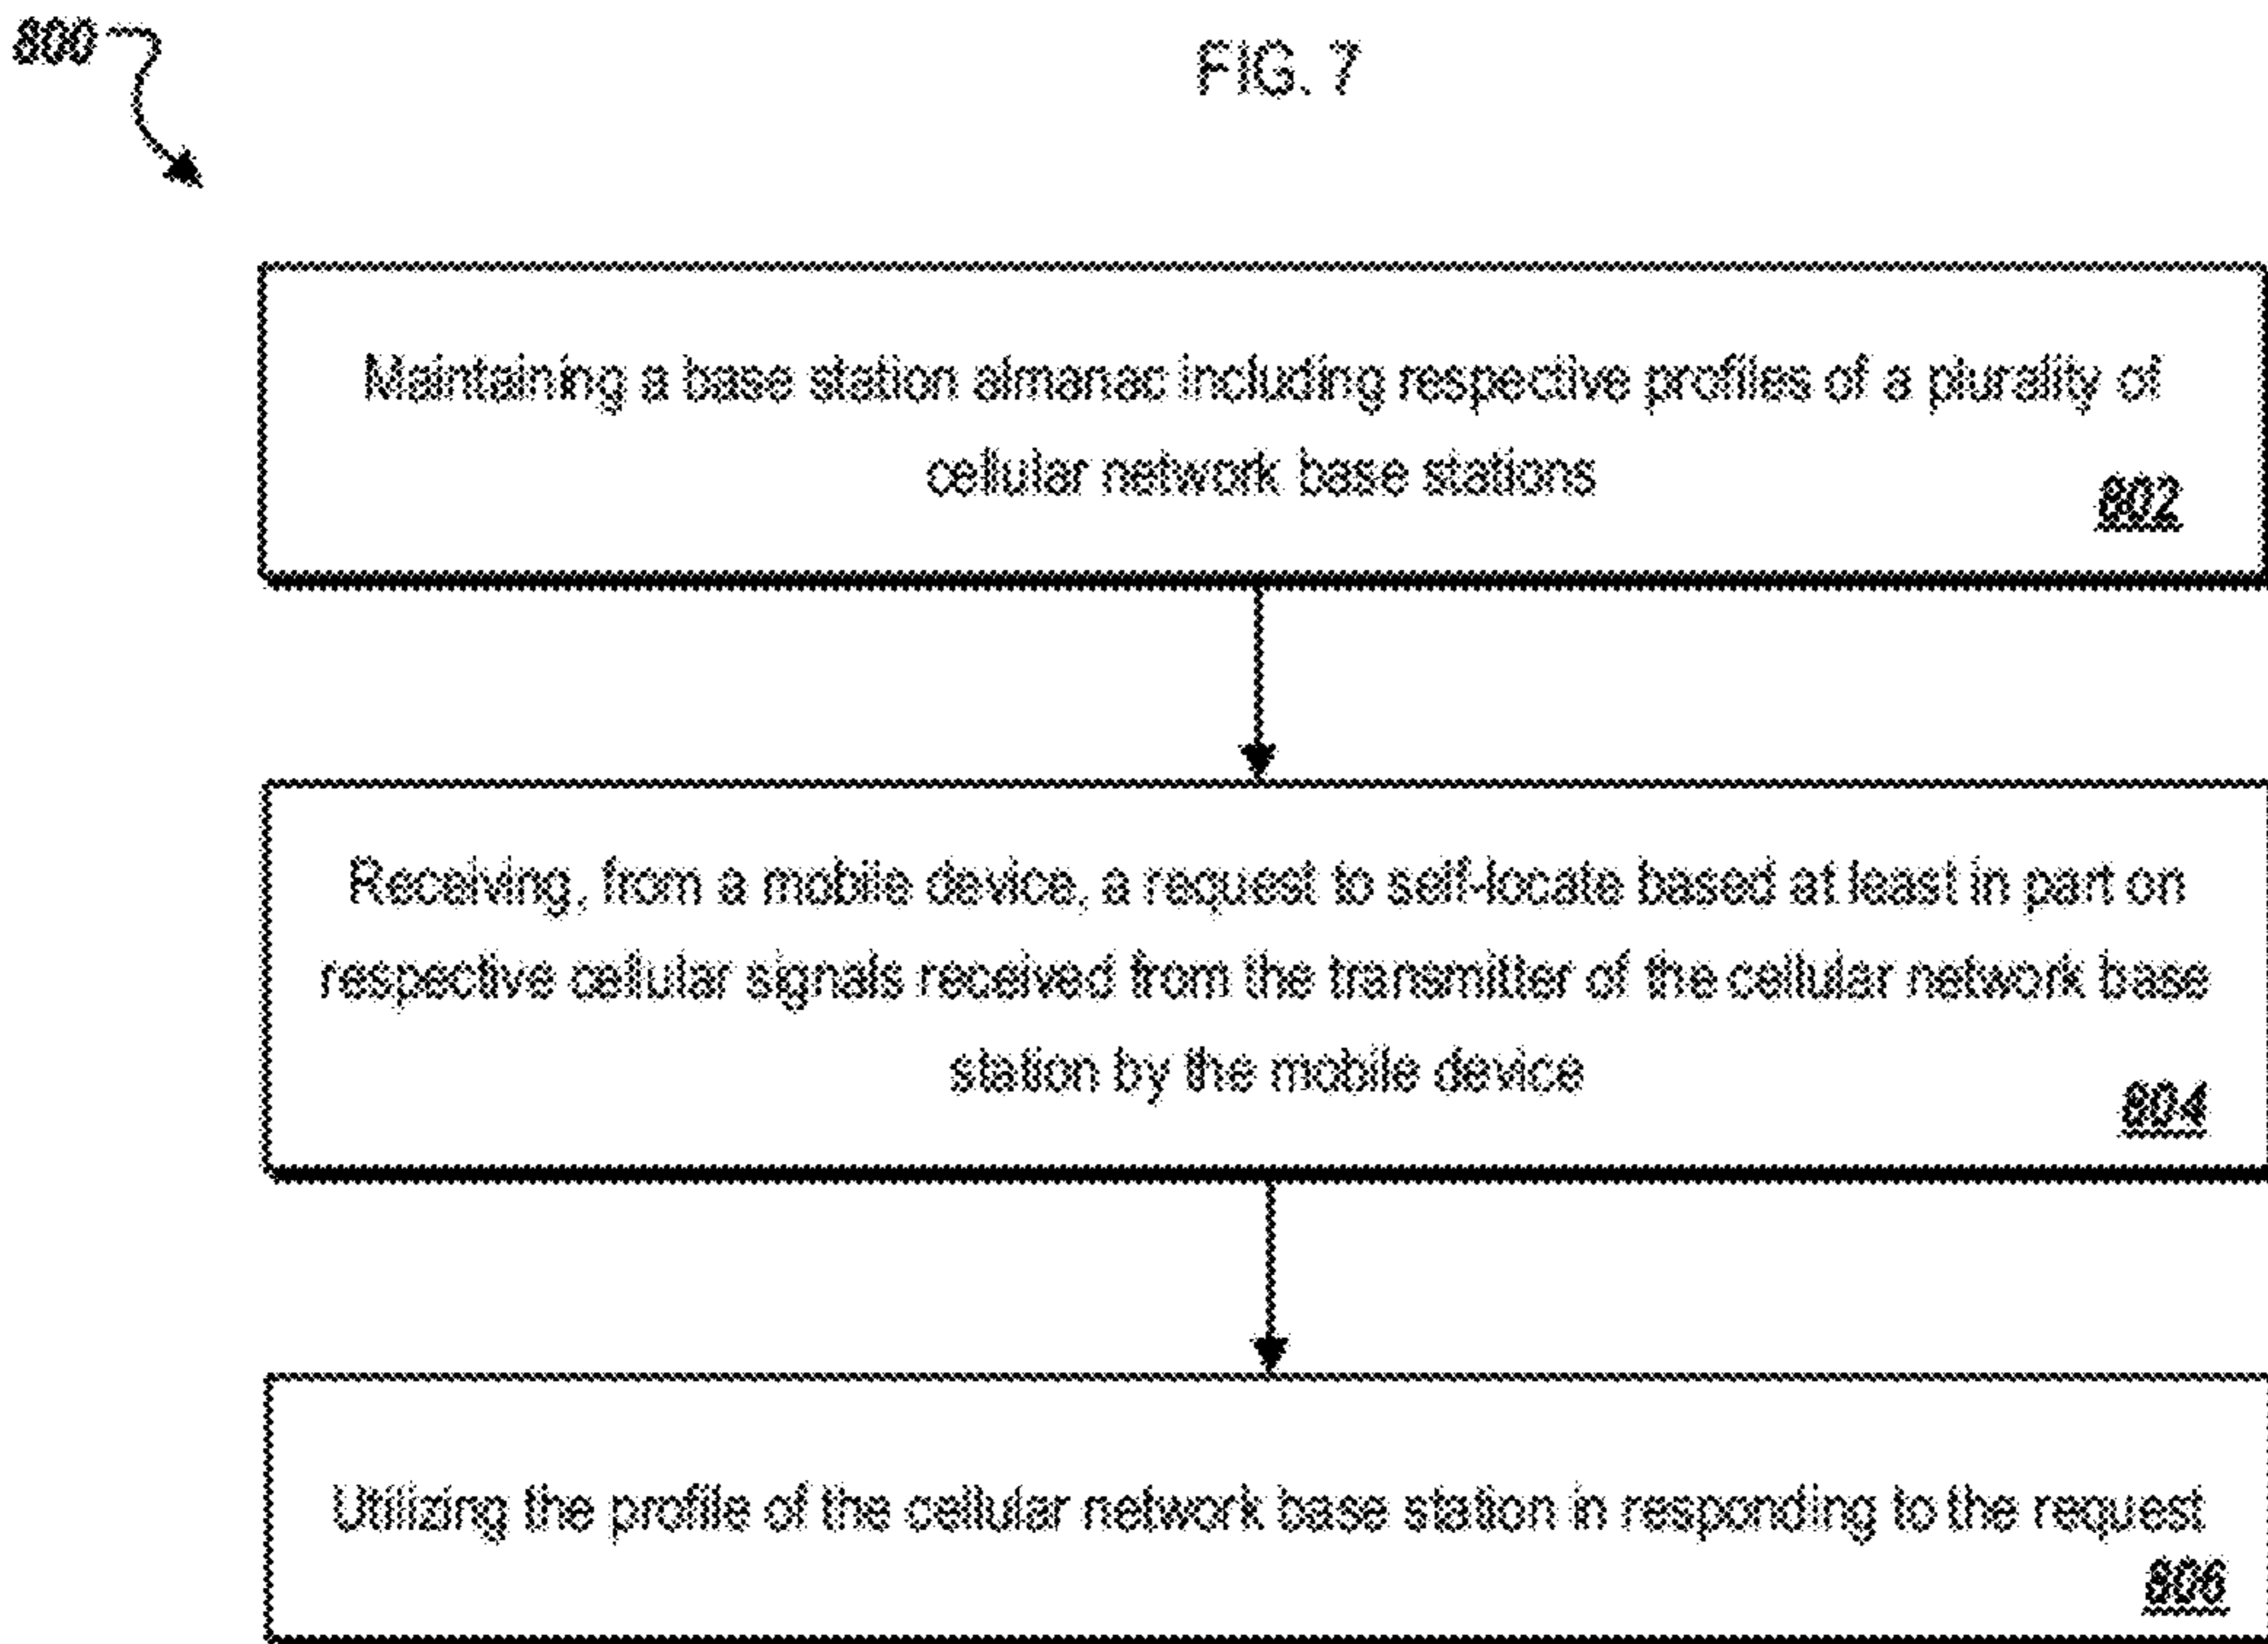 800
FIG. 7
Maintaining a base station almanac including respective profiles of a plurality of
cellular network base stations
802
Receiving, from a mobile device, a request to self-locate based at least in part on
respective cellular signals received from the transmitter of the cellular network base
station by the mobile device
804
Utilizing the profile of the cellular network base station in responding to the request
806